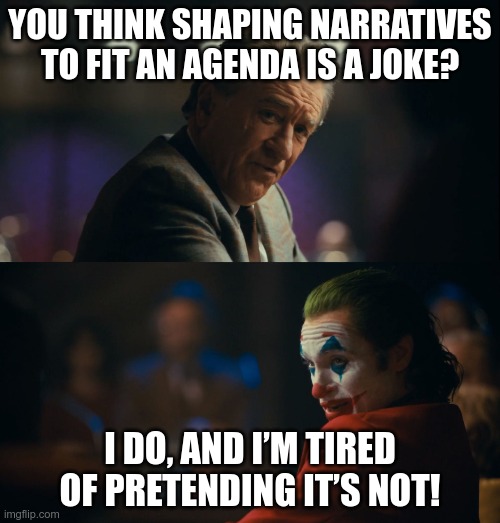 YOU THINK SHAPING NARRATIVES
TO FIT AN AGENDA IS A JOKE?
I DO, AND I’M TIRED
OF PRETENDING IT’S NOT!
imgflip.com